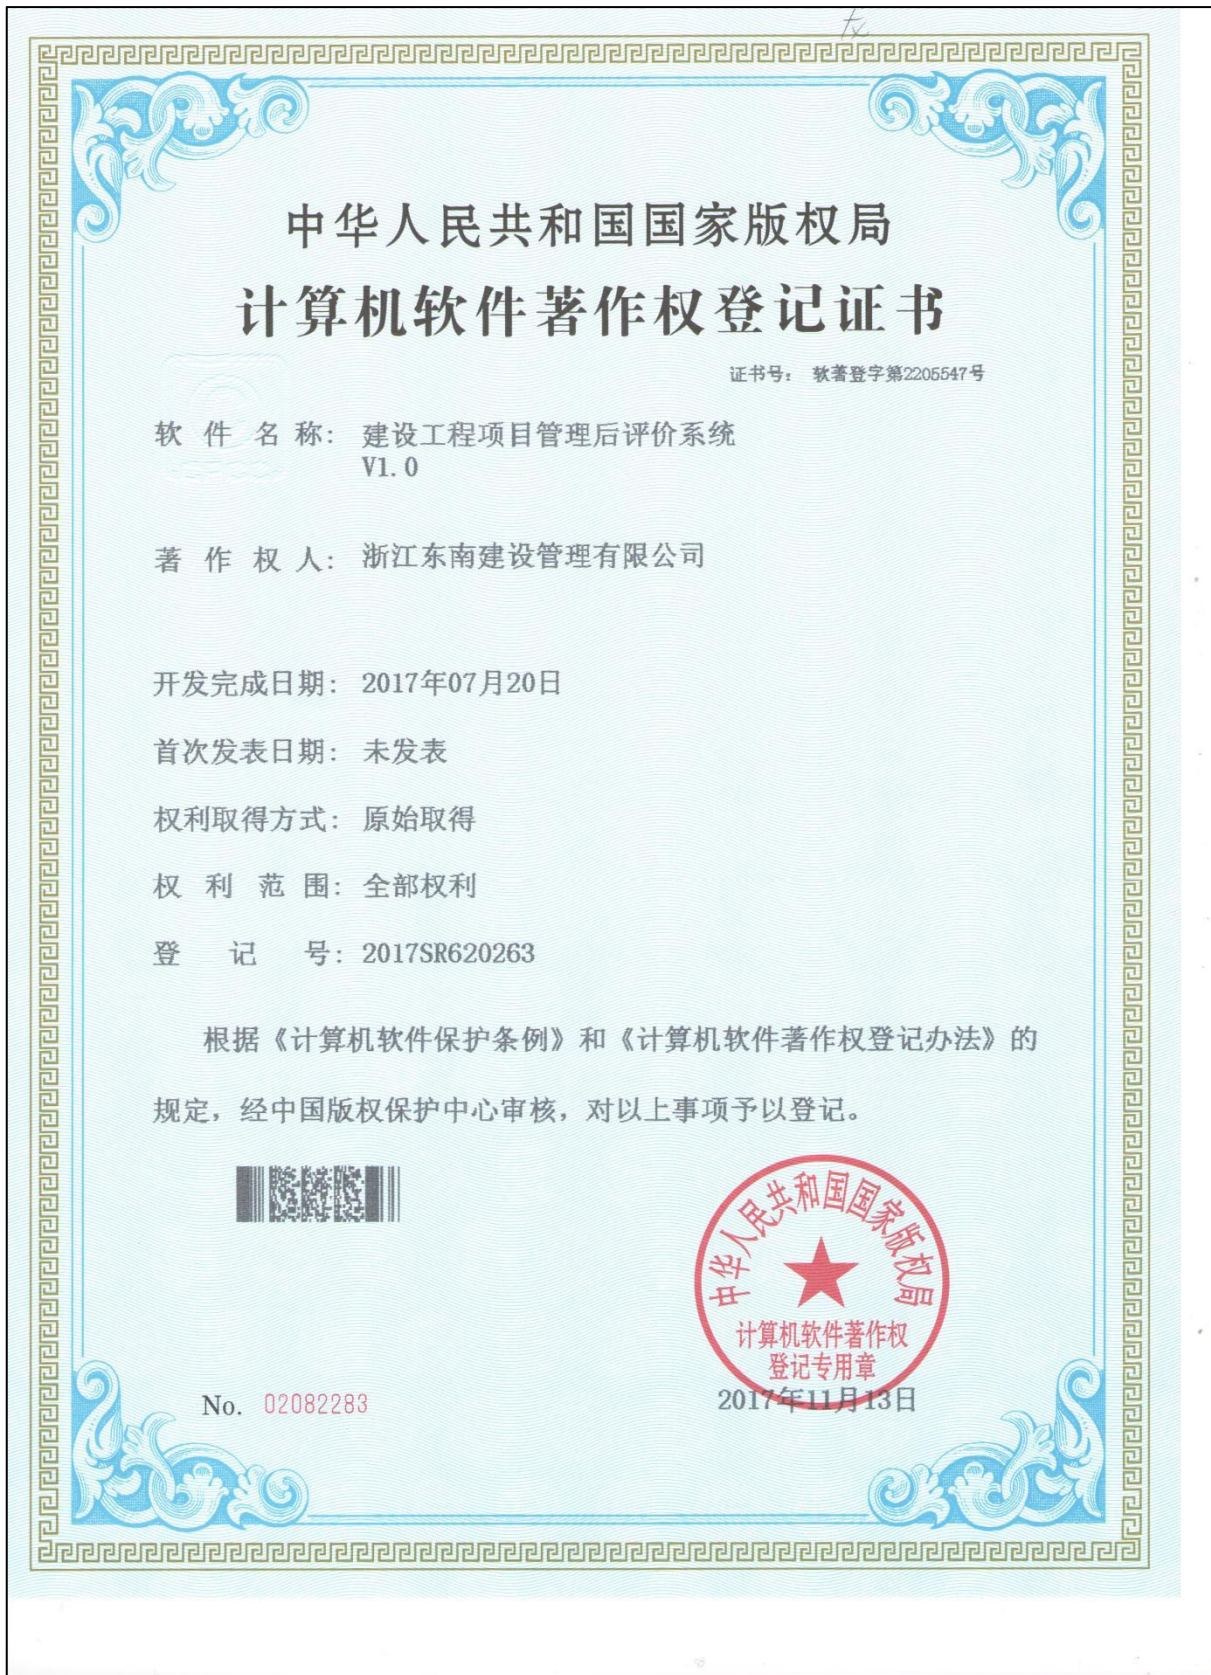 中华人民共和国国家版权局
计算机软件著作权登记证书
证书号： 软著登字第2205547号
软件名称： 建设工程项目管理后评价系统
V1.0
著作权人： 浙江东南建设管理有限公司
开发完成日期： 2017年07月20日
首次发表日期： 未发表
权利取得方式： 原始取得
权利范围： 全部权利
登记号： 2017SR620263
根据《计算机软件保护条例》和《计算机软件著作权登记办法》的
规定，经中国版权保护中心审核，对以上事项予以登记。
中华人民共和国国家版权局
计算机软件著作权
登记专用章
No. 02082283
2017年11月13日